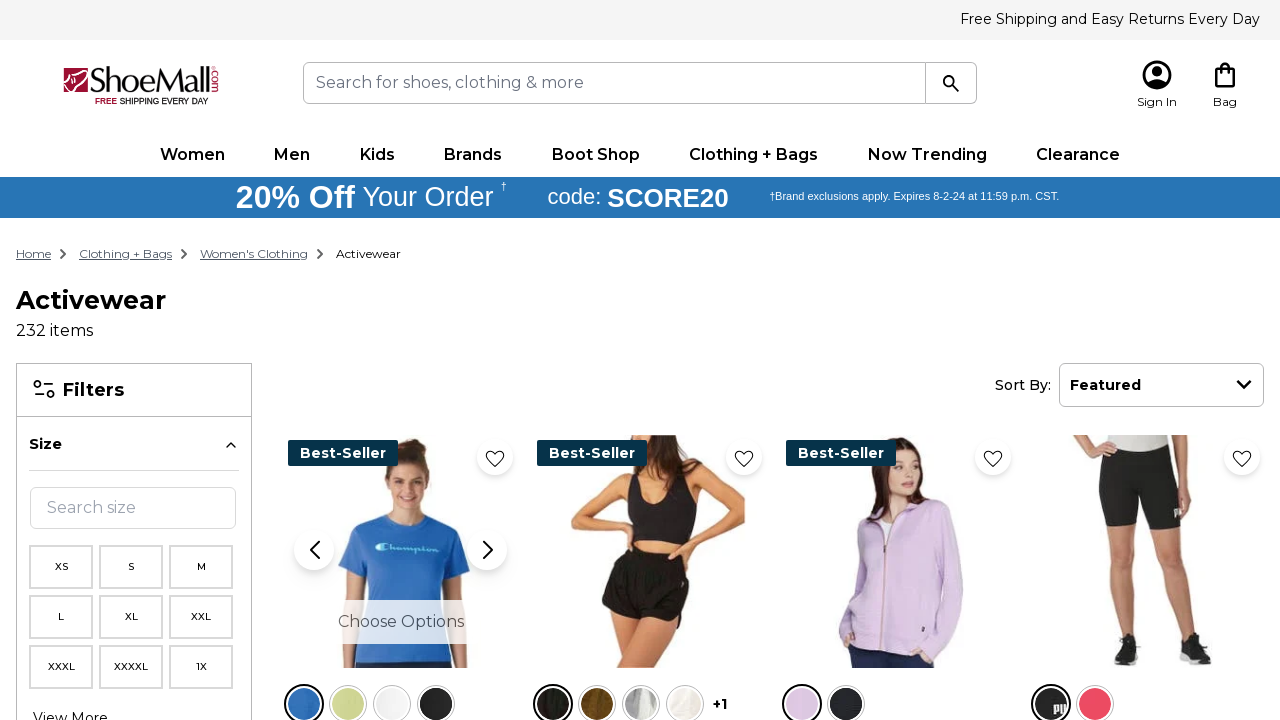 Free Shipping and Easy Returns Every Day
ShoeMall.com®
FREE SHIPPING EVERY DAY
Search for shoes, clothing & more
Sign In
Bag
Women Men Kids Brands Boot Shop Clothing + Bags Now Trending Clearance
20% Off Your Order † code: SCORE20 †Brand exclusions apply. Expires 8-2-24 at 11:59 p.m. CST.
Home Clothing + Bags Women's Clothing Activewear
Activewear
232 items
Filters
Sort By: Featured
Size
Search size
XS S M
L XL XXL
XXXL XXXXL 1X
View More
Best-Seller Best-Seller Best-Seller
Champion
Choose Options
+1